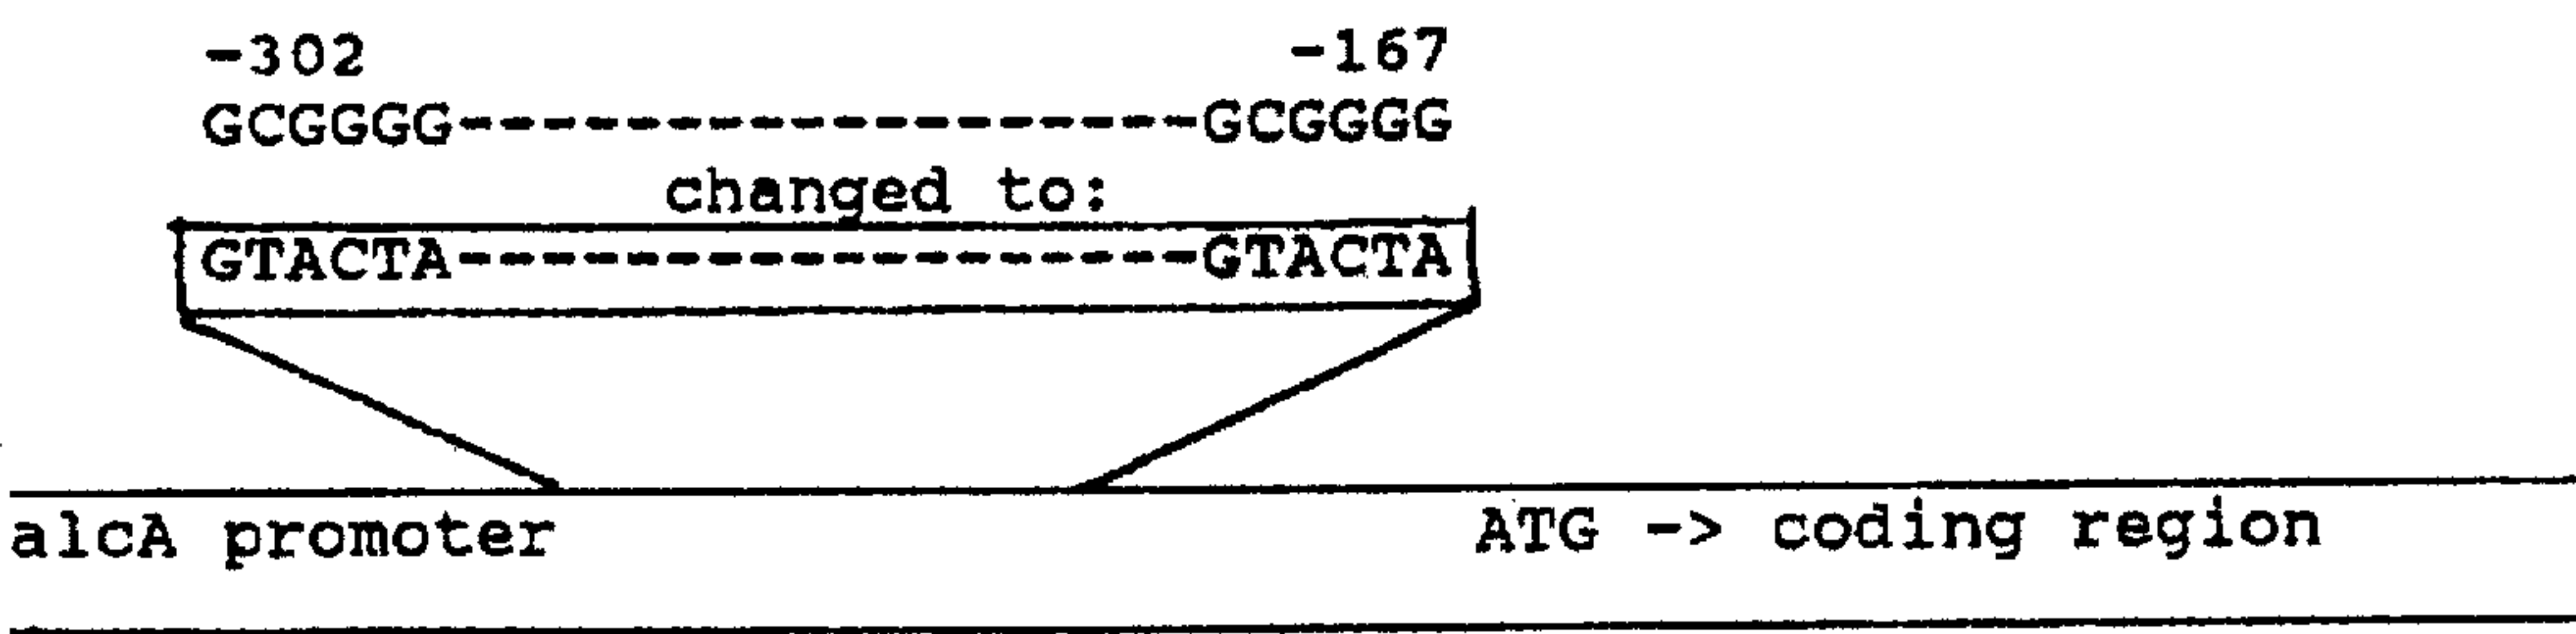 -302 -167
GCGGGG------------------GCGGGG
changed to:
GTACTA------------------GTACTA
alcA promoter ATG -> coding region